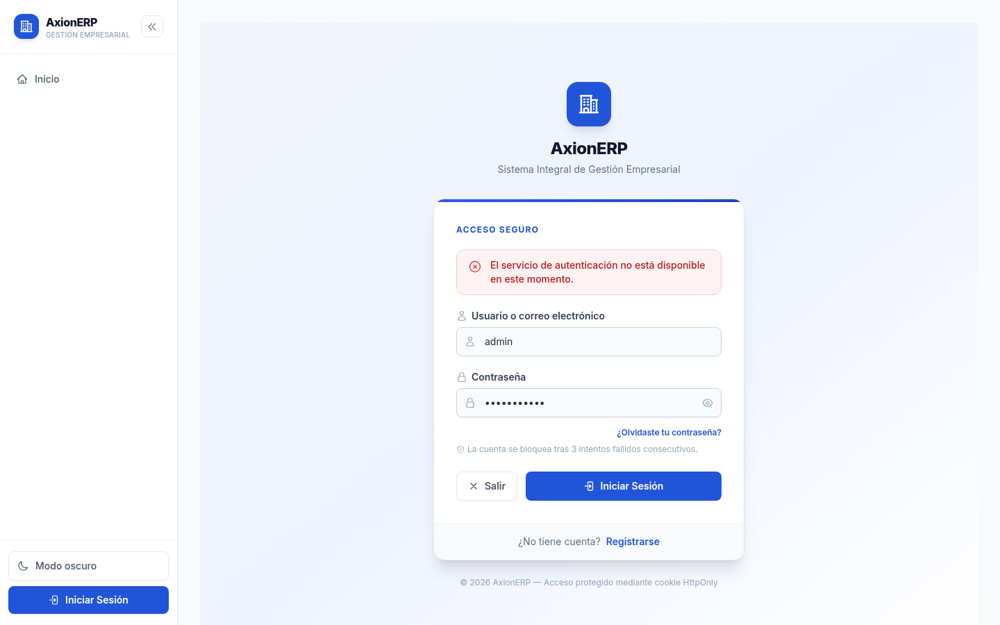 AxionERP
GESTIÓN EMPRESARIAL
Inicio
Modo oscuro
Iniciar Sesión
AxionERP
Sistema Integral de Gestión Empresarial
ACCESO SEGURO
El servicio de autenticación no está disponible
en este momento.
Usuario o correo electrónico
admin
Contraseña
•••••••••••
¿Olvidaste tu contraseña?
La cuenta se bloquea tras 3 intentos fallidos consecutivos.
Salir
Iniciar Sesión
¿No tiene cuenta? Registrarse
© 2026 AxionERP — Acceso protegido mediante cookie HttpOnly